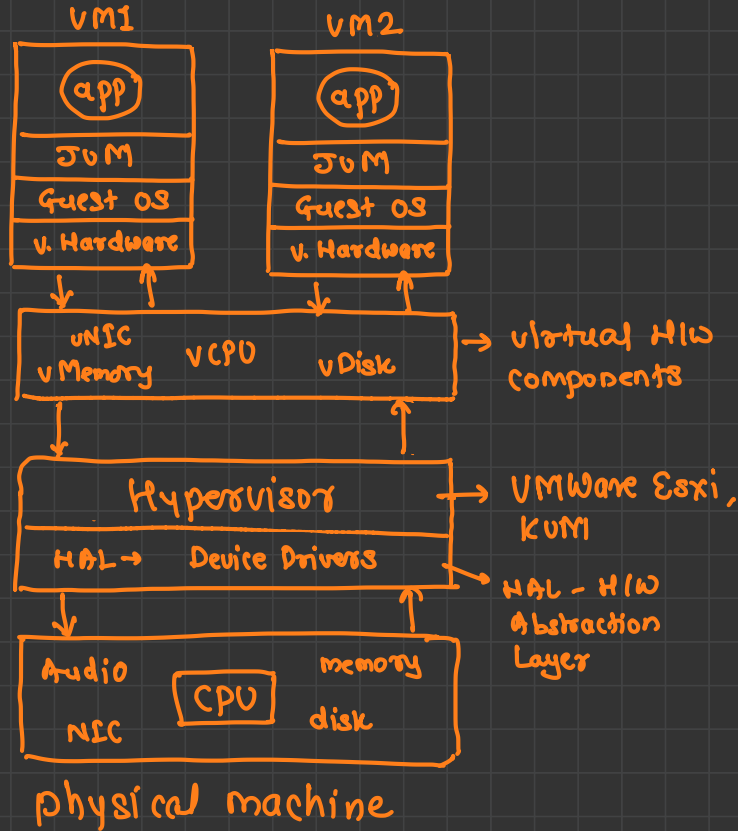 VM1
VM2
app
JVM
Guest OS
v. Hardware
app
JVM
Guest OS
v. Hardware
vNIC
vMemory
vCPU
vDisk
virtual H/W
components
Hypervisor
VMWare Esxi,
KVM
HAL→ Device Drivers
HAL - H/W
Abstraction
Layer
Audio
NIC
CPU
memory
disk
physical machine